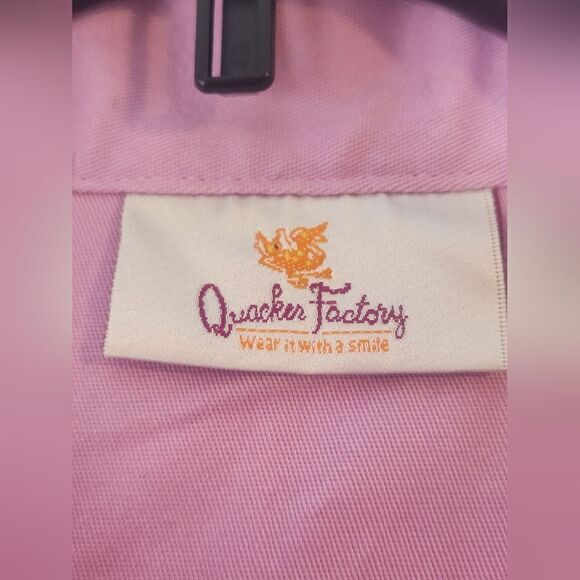 Quacker Factory
Wear it with a smile